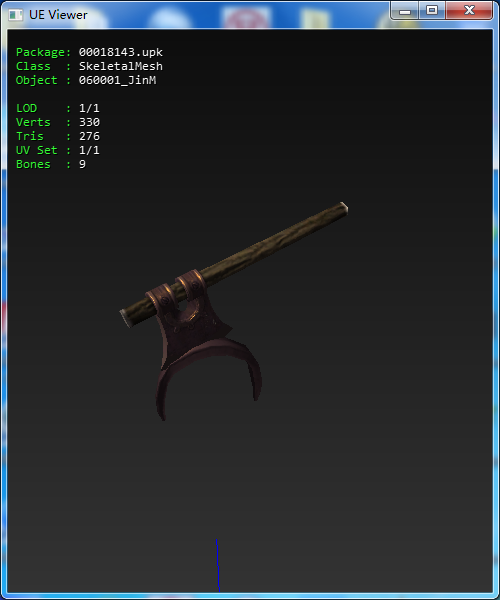 UE Viewer
Package: 00018143.upk
Class : SkeletalMesh
Object : 060001_JinM
LOD : 1/1
Verts : 330
Tris : 276
UV Set : 1/1
Bones : 9